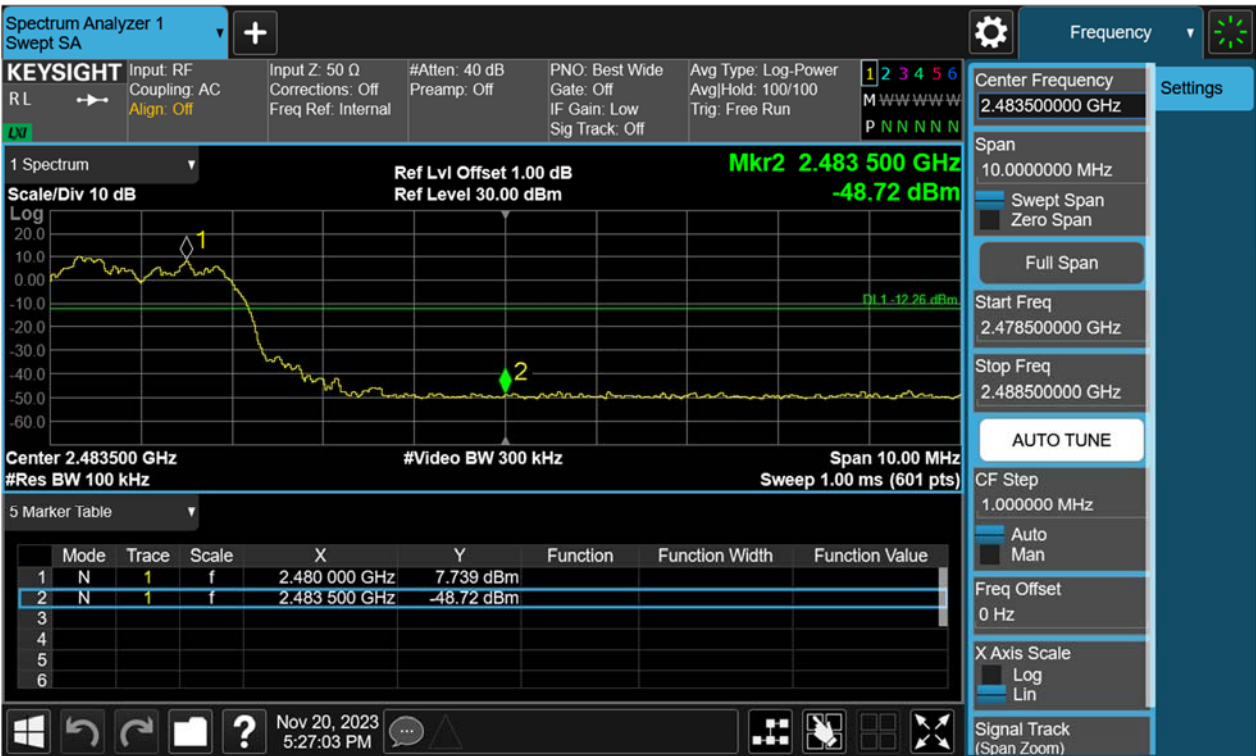 Spectrum Analyzer 1
Swept SA
+
Frequency
KEYSIGHT
RL
LXI
Input: RF
Coupling: AC
Align: Off
Input Z: 50 Ω
Corrections: Off
Freq Ref: Internal
#Atten: 40 dB
Preamp: Off
PNO: Best Wide
Gate: Off
IF Gain: Low
Sig Track: Off
Avg Type: Log-Power
Avg|Hold: 100/100
Trig: Free Run
1 2 3 4 5 6
M W W W W W
P N N N N N
1 Spectrum
Scale/Div 10 dB
Ref Lvl Offset 1.00 dB
Ref Level 30.00 dBm
Mkr2 2.483 500 GHz
-48.72 dBm
Log
20.0
10.0
0.00
-10.0
-20.0
-30.0
-40.0
-50.0
-60.0
1
DL1 -12.26 dBm
2
Center 2.483500 GHz
#Video BW 300 kHz
Span 10.00 MHz
#Res BW 100 kHz
Sweep 1.00 ms (601 pts)
5 Marker Table
Mode Trace Scale X Y Function Function Width Function Value
1 N 1 f 2.480 000 GHz 7.739 dBm
2 N 1 f 2.483 500 GHz -48.72 dBm
3
4
5
6
Nov 20, 2023
5:27:03 PM
Center Frequency
2.483500000 GHz
Span
10.0000000 MHz
Swept Span
Zero Span
Full Span
Start Freq
2.478500000 GHz
Stop Freq
2.488500000 GHz
AUTO TUNE
CF Step
1.000000 MHz
Auto
Man
Freq Offset
0 Hz
X Axis Scale
Log
Lin
Signal Track
(Span Zoom)
Settings